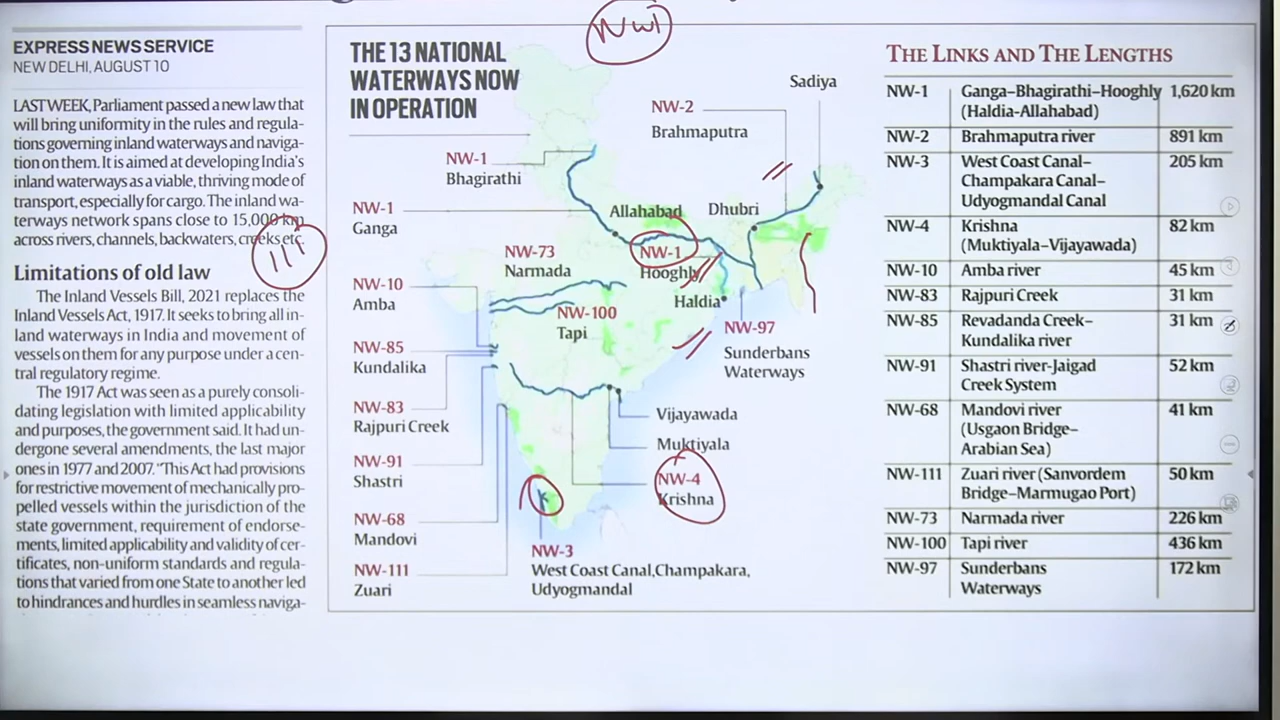 NW1
EXPRESS NEWS SERVICE
NEW DELHI, AUGUST 10
LAST WEEK, Parliament passed a new law that
will bring uniformity in the rules and regula-
tions governing inland waterways and naviga-
tion on them. It is aimed at developing India's
inland waterways as a viable, thriving mode of
transport, especially for cargo. The inland wa-
terways network spans close to 15,000 km
across rivers, channels, backwaters, creeks etc.
111
Limitations of old law
The Inland Vessels Bill, 2021 replaces the
Inland Vessels Act, 1917. It seeks to bring all in-
land waterways in India and movement of
vessels on them for any purpose under a cen-
tral regulatory regime.
The 1917 Act was seen as a purely consoli-
dating legislation with limited applicability
and purposes, the government said. It had un-
dergone several amendments, the last major
ones in 1977 and 2007. "This Act had provisions
for restrictive movement of mechanically pro-
pelled vessels within the jurisdiction of the
state government, requirement of endorse-
ments, limited applicability and validity of cer-
tificates, non-uniform standards and regula-
tions that varied from one State to another led
to hindrances and hurdles in seamless naviga-
THE 13 NATIONAL
WATERWAYS NOW
IN OPERATION
Sadiya
NW-2
Brahmaputra
NW-1
Bhagirathi
NW-1
Ganga
Allahabad
Dhubri
NW-73
Narmada
NW-1
Hooghly
NW-10
Amba
Haldia
NW-100
Tapi
NW-97
Sunderbans
Waterways
NW-85
Kundalika
NW-83
Rajpuri Creek
Vijayawada
Muktiyala
NW-91
Shastri
NW-4
Krishna
NW-68
Mandovi
NW-3
West Coast Canal,Champakara,
Udyogmandal
NW-111
Zuari
THE LINKS AND THE LENGTHS
NW-1 Ganga–Bhagirathi–Hooghly 1,620 km
(Haldia-Allahabad)
NW-2 Brahmaputra river 891 km
NW-3 West Coast Canal– 205 km
Champakara Canal–
Udyogmandal Canal
NW-4 Krishna 82 km
(Muktiyala–Vijayawada)
NW-10 Amba river 45 km
NW-83 Rajpuri Creek 31 km
NW-85 Revadanda Creek– 31 km
Kundalika river
NW-91 Shastri river-Jaigad 52 km
Creek System
NW-68 Mandovi river 41 km
(Usgaon Bridge–
Arabian Sea)
NW-111 Zuari river (Sanvordem 50 km
Bridge–Marmugao Port)
NW-73 Narmada river 226 km
NW-100 Tapi river 436 km
NW-97 Sunderbans 172 km
Waterways